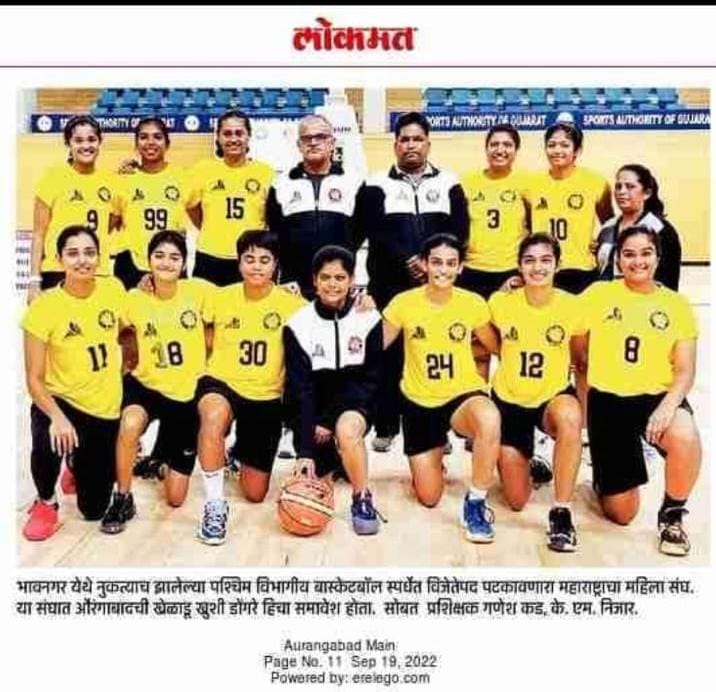 लोकमत
SPORTS AUTHORITY OF GUJARAT
SPORTS AUTHORITY OF GUJARA
9
99
15
3
10
11
18
30
24
12
8
भावनगर येथे नुकत्याच झालेल्या पश्चिम विभागीय बास्केटबॉल स्पर्धेत विजेतेपद पटकावणारा महाराष्ट्राचा महिला संघ.
या संघात औरंगाबादची खेळाडू खुशी डोंगरे हिचा समावेश होता. सोबत प्रशिक्षक गणेश कड, के. एम. निजार.
Aurangabad Main
Page No. 11 Sep 19, 2022
Powered by: erelego.com